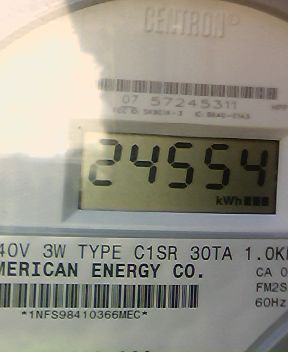 CENTRON®
07 57245311
24554
kWh
40V 3W TYPE C1SR 30TA 1.0K
MERICAN ENERGY CO.
CA 0
FM2S
60Hz
*1NFS98410366MEC*